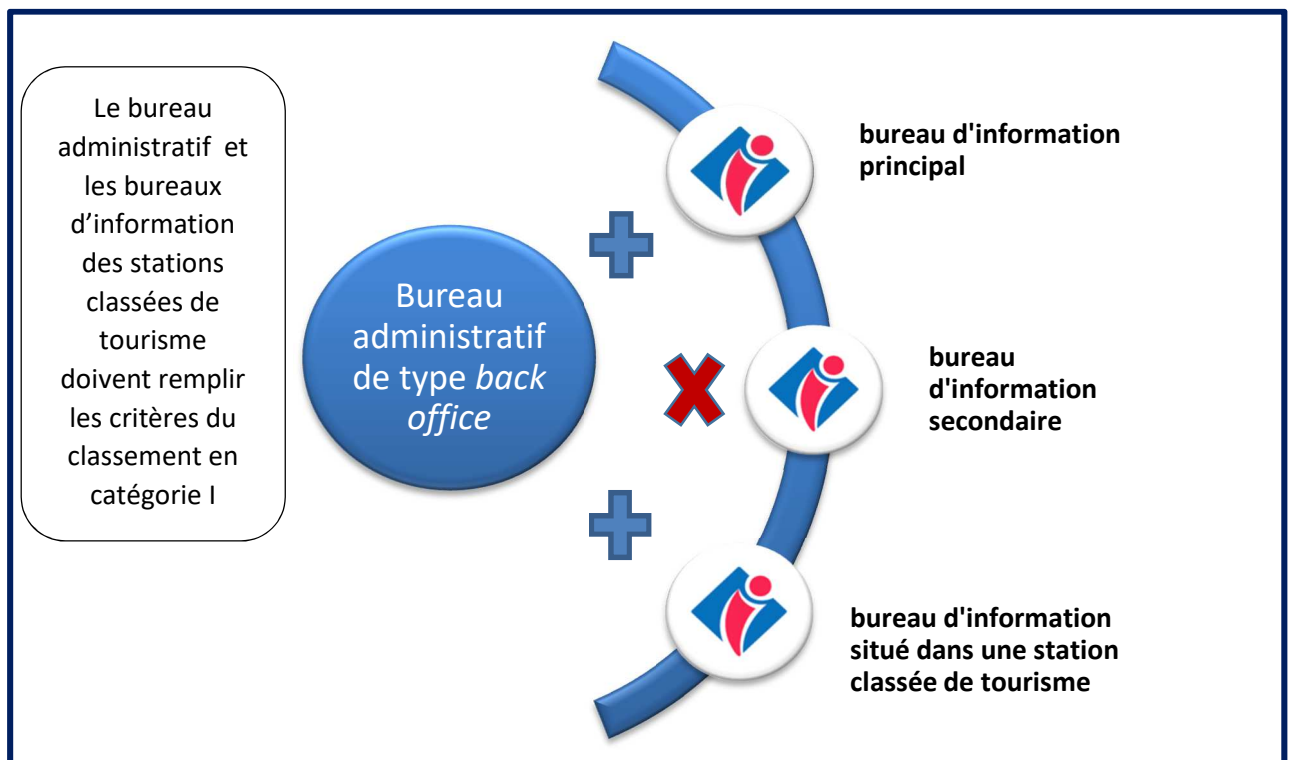 Le bureau
administratif et
les bureaux
d’information
des stations
classées de
tourisme
doivent remplir
les critères du
classement en
catégorie I
Bureau
administratif
de type back
office
bureau d'information
principal
bureau
d'information
secondaire
bureau d'information
situé dans une station
classée de tourisme